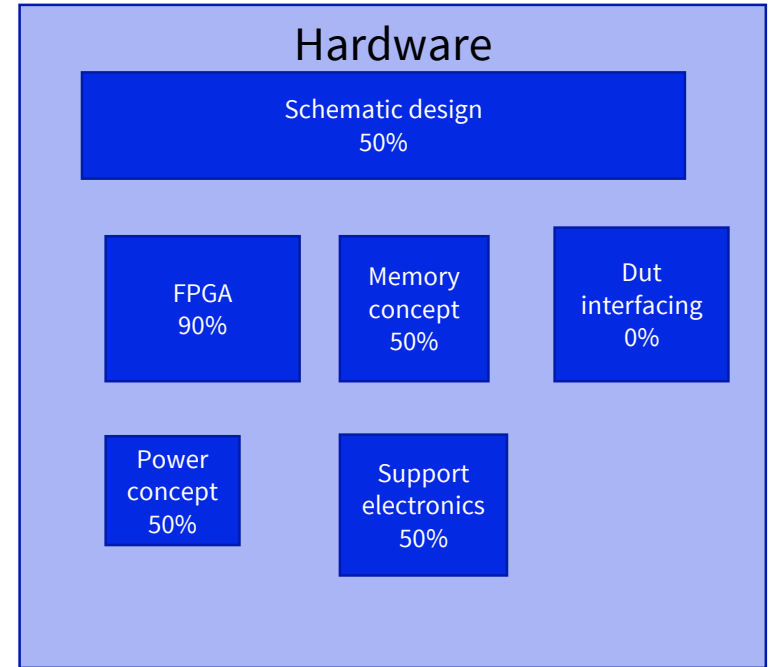 Hardware
Schematic design
50%
FPGA
90%
Memory
concept
50%
Dut
interfacing
0%
Power
concept
50%
Support
electronics
50%